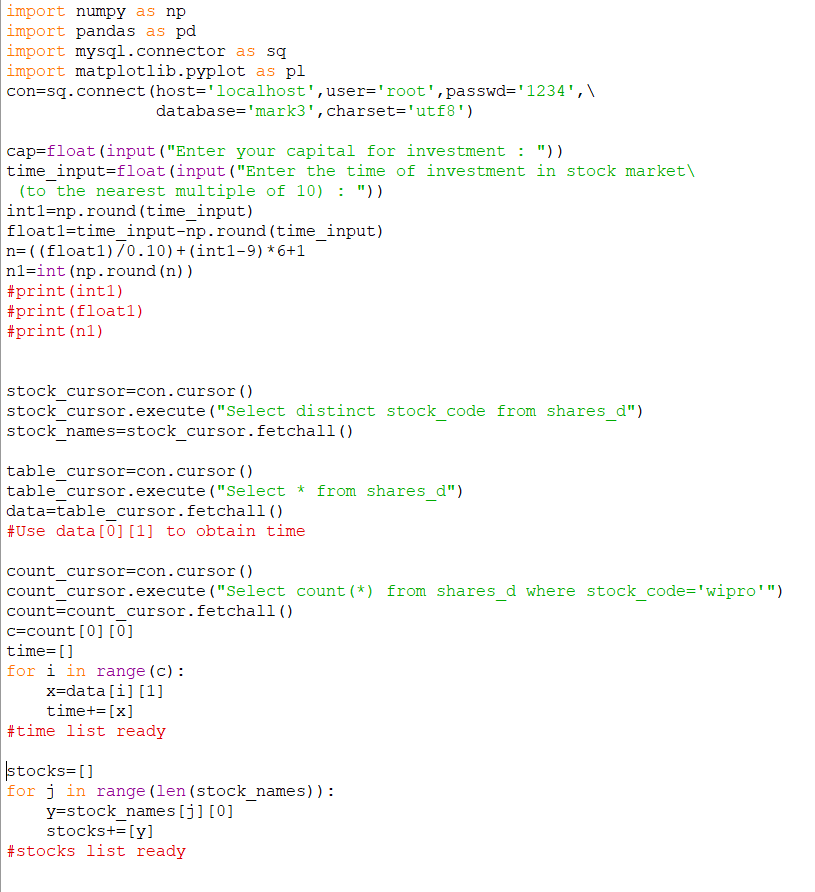 import numpy as np
import pandas as pd
import mysql.connector as sq
import matplotlib.pyplot as pl
con=sq.connect(host='localhost',user='root',passwd='1234',\
               database='mark3',charset='utf8')
cap=float(input("Enter your capital for investment : "))
time_input=float(input("Enter the time of investment in stock market\
 (to the nearest multiple of 10) : "))
int1=np.round(time_input)
float1=time_input-np.round(time_input)
n=((float1)/0.10)+(int1-9)*6+1
n1=int(np.round(n))
#print(int1)
#print(float1)
#print(n1)
stock_cursor=con.cursor()
stock_cursor.execute("Select distinct stock_code from shares_d")
stock_names=stock_cursor.fetchall()
table_cursor=con.cursor()
table_cursor.execute("Select * from shares_d")
data=table_cursor.fetchall()
#Use data[0][1] to obtain time
count_cursor=con.cursor()
count_cursor.execute("Select count(*) from shares_d where stock_code='wipro'")
count=count_cursor.fetchall()
c=count[0][0]
time=[]
for i in range(c):
    x=data[i][1]
    time+=[x]
#time list ready
stocks=[]
for j in range(len(stock_names)):
    y=stock_names[j][0]
    stocks+=[y]
#stocks list ready